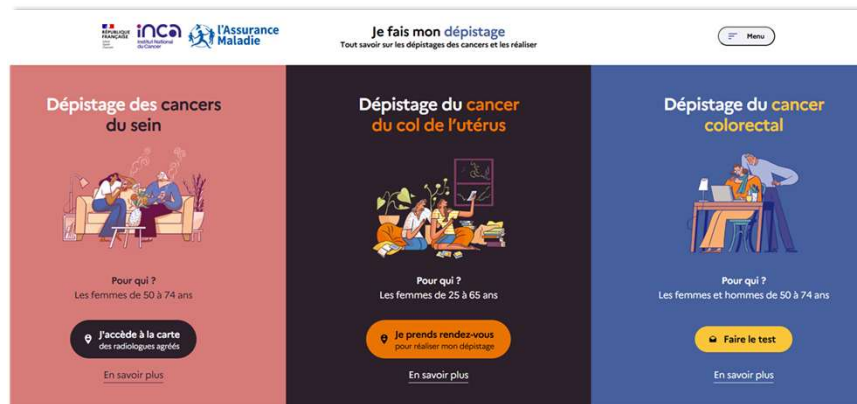 RÉPUBLIQUE
FRANÇAISE
inca
Institut National
du Cancer
l'Assurance
Maladie
Je fais mon dépistage
Tout savoir sur les dépistages des cancers et les réaliser
Menu
Dépistage des cancers
du sein
Pour qui ?
Les femmes de 50 à 74 ans
J'accède à la carte
des radiologues agréés
En savoir plus
Dépistage du cancer
du col de l'utérus
Pour qui ?
Les femmes de 25 à 65 ans
Je prends rendez-vous
pour réaliser mon dépistage
En savoir plus
Dépistage du cancer
colorectal
Pour qui ?
Les femmes et hommes de 50 à 74 ans
Faire le test
En savoir plus